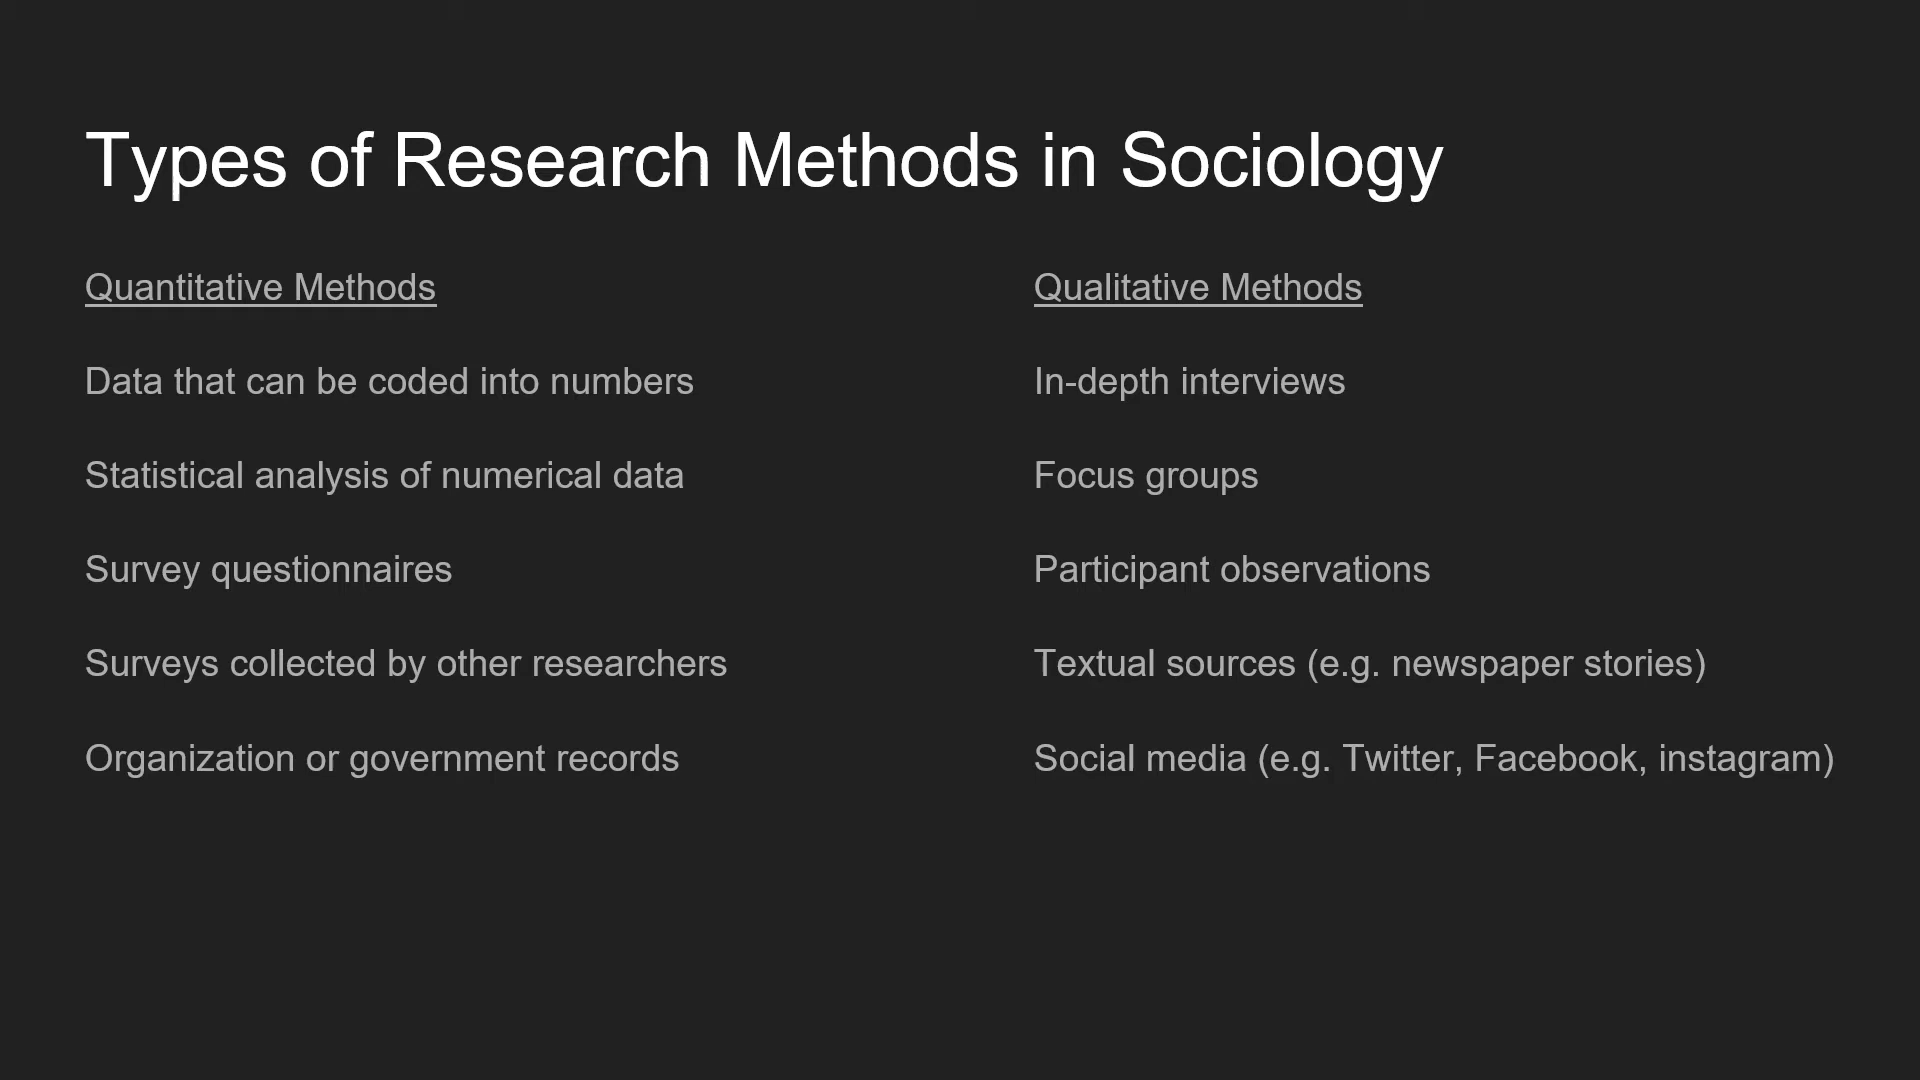 Types of Research Methods in Sociology
Quantitative Methods
Data that can be coded into numbers
Statistical analysis of numerical data
Survey questionnaires
Surveys collected by other researchers
Organization or government records
Qualitative Methods
In-depth interviews
Focus groups
Participant observations
Textual sources (e.g. newspaper stories)
Social media (e.g. Twitter, Facebook, instagram)